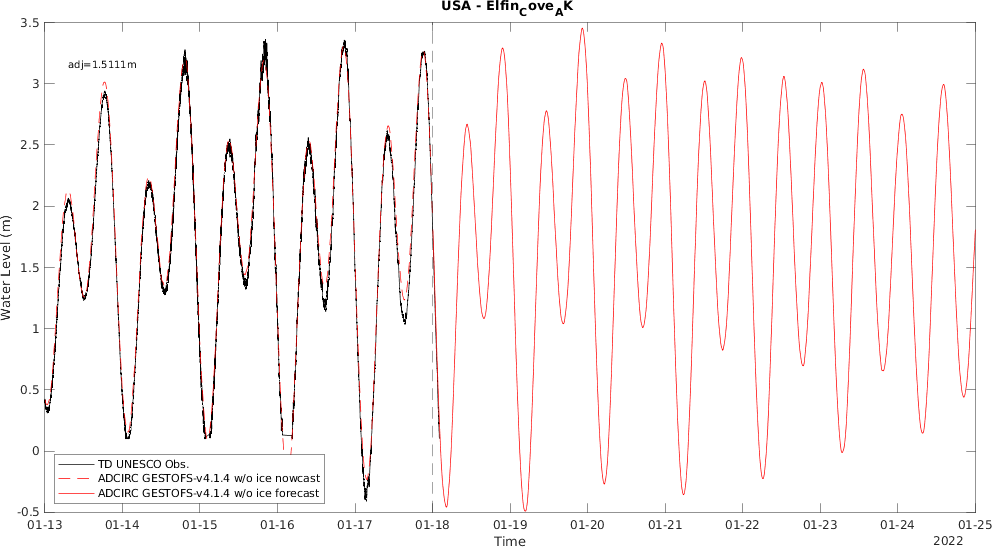 USA - Elfin_Cove_AK
3.5
adj=1.5111m
3
2.5
2
Water Level (m)
1.5
1
0.5
0
-0.5
TD UNESCO Obs.
ADCIRC GESTOFS-v4.1.4 w/o ice nowcast
ADCIRC GESTOFS-v4.1.4 w/o ice forecast
01-13 01-14 01-15 01-16 01-17 01-18 01-19 01-20 01-21 01-22 01-23 01-24 01-25
Time
2022